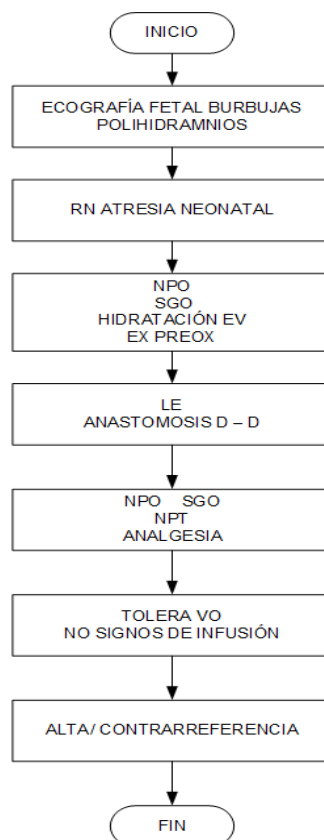 INICIO
ECOGRAFÍA FETAL BURBUJAS
POLIHIDRAMNIOS
RN ATRESIA NEONATAL
NPO
SGO
HIDRATACIÓN EV
EX PREOX
LE
ANASTOMOSIS D – D
NPO SGO
NPT
ANALGESIA
TOLERA VO
NO SIGNOS DE INFUSIÓN
ALTA/ CONTRARREFERENCIA
FIN